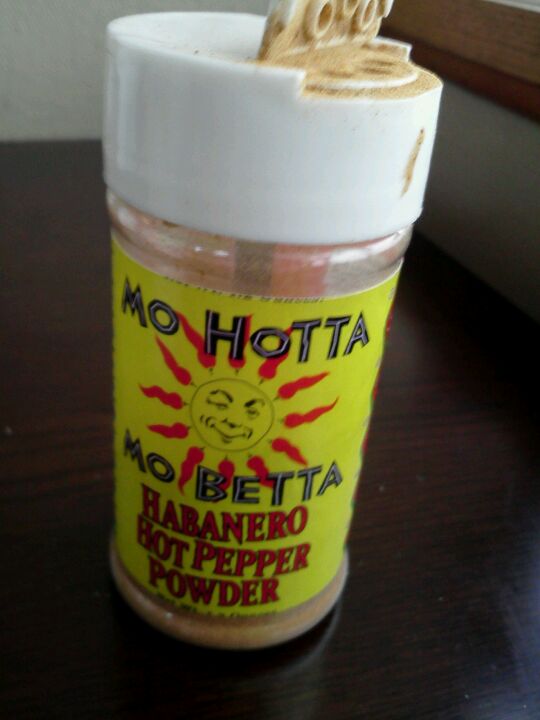 MO HOTTA
MO BETTA
HABANERO
HOT PEPPER
POWDER